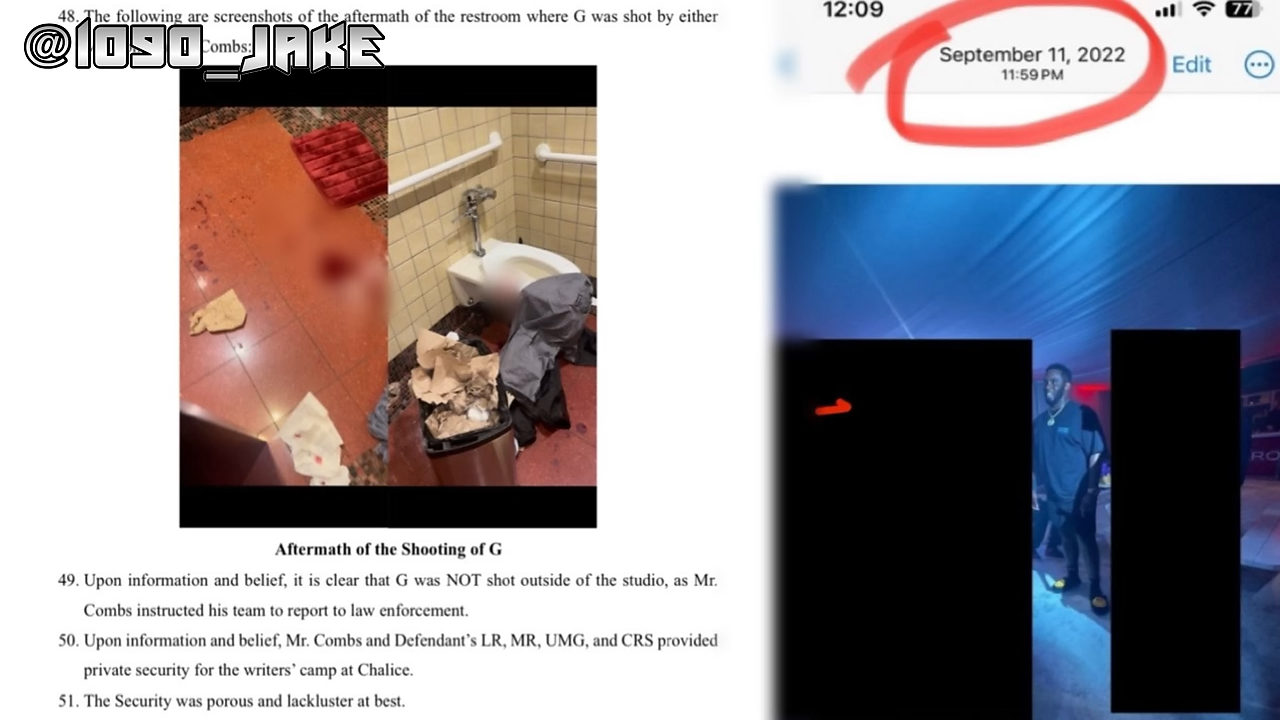 48. The following are screenshots of the aftermath of the restroom where G was shot by either
Combs:
@1090_JAKE
Aftermath of the Shooting of G
49. Upon information and belief, it is clear that G was NOT shot outside of the studio, as Mr.
Combs instructed his team to report to law enforcement.
50. Upon information and belief, Mr. Combs and Defendant's LR, MR, UMG, and CRS provided
private security for the writers' camp at Chalice.
51. The Security was porous and lackluster at best.
12:09
77
September 11, 2022
11:59 PM
Edit